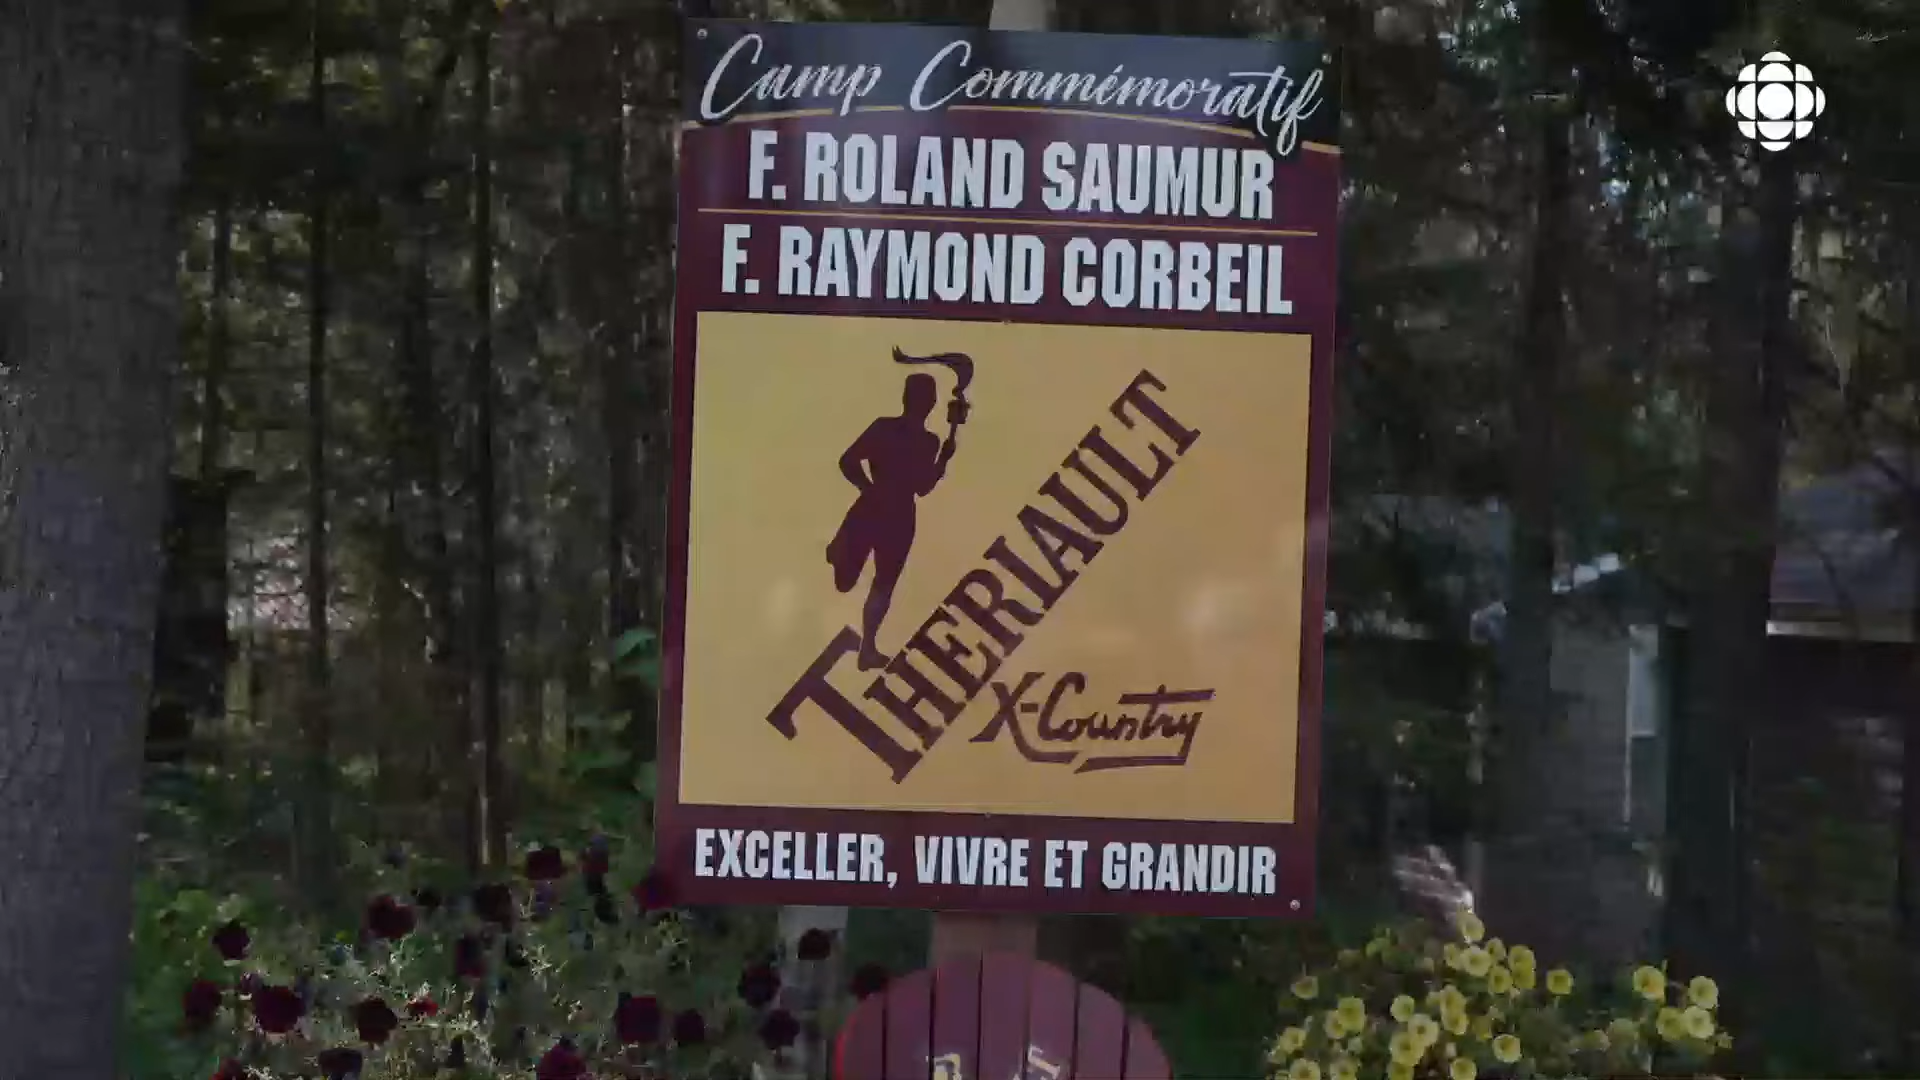 Camp Commémoratif
F. ROLAND SAUMUR
F. RAYMOND CORBEIL
THERIAULT
X-Country
EXCELLER, VIVRE ET GRANDIR